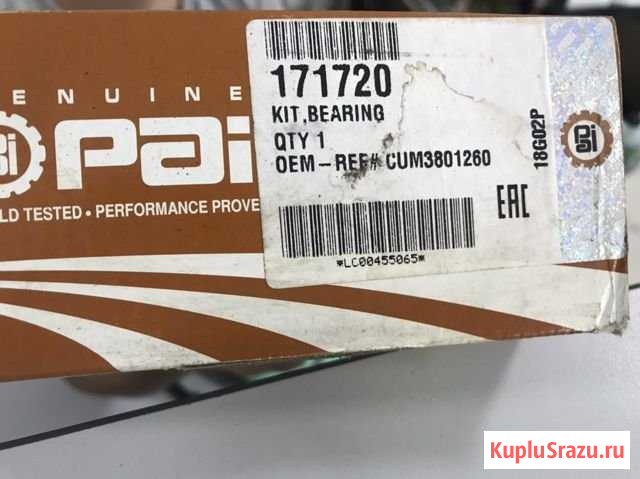 ENUINE
pai
LD TESTED • PERFORMANCE PROVE
171720
KIT,BEARING
QTY 1
OEM-REF# CUM3801260
*LC00455065*
18G02P
EAC
pai
KupluSrazu.ru